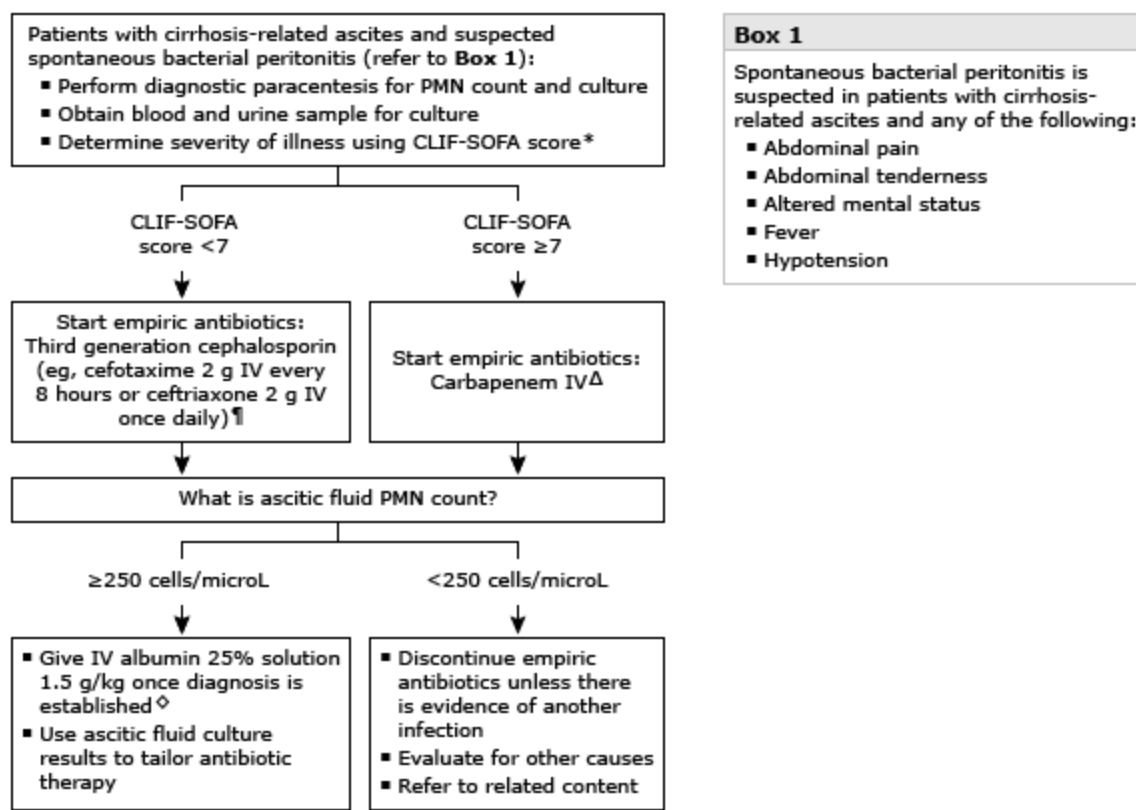 Patients with cirrhosis-related ascites and suspected
spontaneous bacterial peritonitis (refer to Box 1):
▪ Perform diagnostic paracentesis for PMN count and culture
▪ Obtain blood and urine sample for culture
▪ Determine severity of illness using CLIF-SOFA score*
Box 1
Spontaneous bacterial peritonitis is
suspected in patients with cirrhosis-
related ascites and any of the following:
▪ Abdominal pain
▪ Abdominal tenderness
▪ Altered mental status
▪ Fever
▪ Hypotension
CLIF-SOFA
score <7
CLIF-SOFA
score ≥7
Start empiric antibiotics:
Third generation cephalosporin
(eg, cefotaxime 2 g IV every
8 hours or ceftriaxone 2 g IV
once daily)¶
Start empiric antibiotics:
Carbapenem IVΔ
What is ascitic fluid PMN count?
≥250 cells/microL
<250 cells/microL
▪ Give IV albumin 25% solution
1.5 g/kg once diagnosis is
established◇
▪ Use ascitic fluid culture
results to tailor antibiotic
therapy
▪ Discontinue empiric
antibiotics unless there
is evidence of another
infection
▪ Evaluate for other causes
▪ Refer to related content